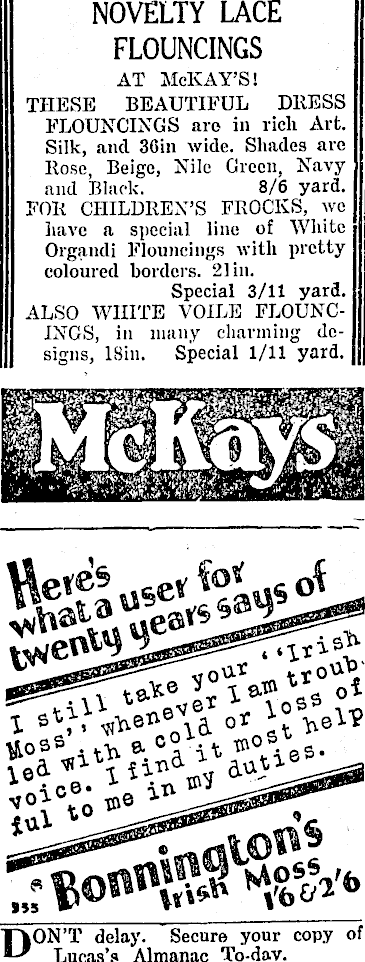 NOVELTY LACE
FLOUNCINGS
AT McKAY'S!
THESE BEAUTIFUL DRESS
FLOUNCINGS are in rich Art.
Silk, and 36in wide. Shades are
Rose, Beige, Nile Green, Navy
and Black. 8/6 yard.
FOR CHILDREN'S FROCKS, we
have a special line of White
Organdi Flouncings with pretty
coloured borders. 21in.
Special 3/11 yard.
ALSO WHITE VOILE FLOUNC-
INGS, in many charming de-
signs, 18in. Special 1/11 yard.
McKays
Here's
what a user for
twenty years says of
I still take your "Irish
Moss" whenever I am troub-
led with a cold or loss of
voice. I find it most help
ful to me in my duties.
Bonnington's
Irish Moss
1'6 & 2'6
DON'T delay. Secure your copy of
Lucas's Almanac To-day.